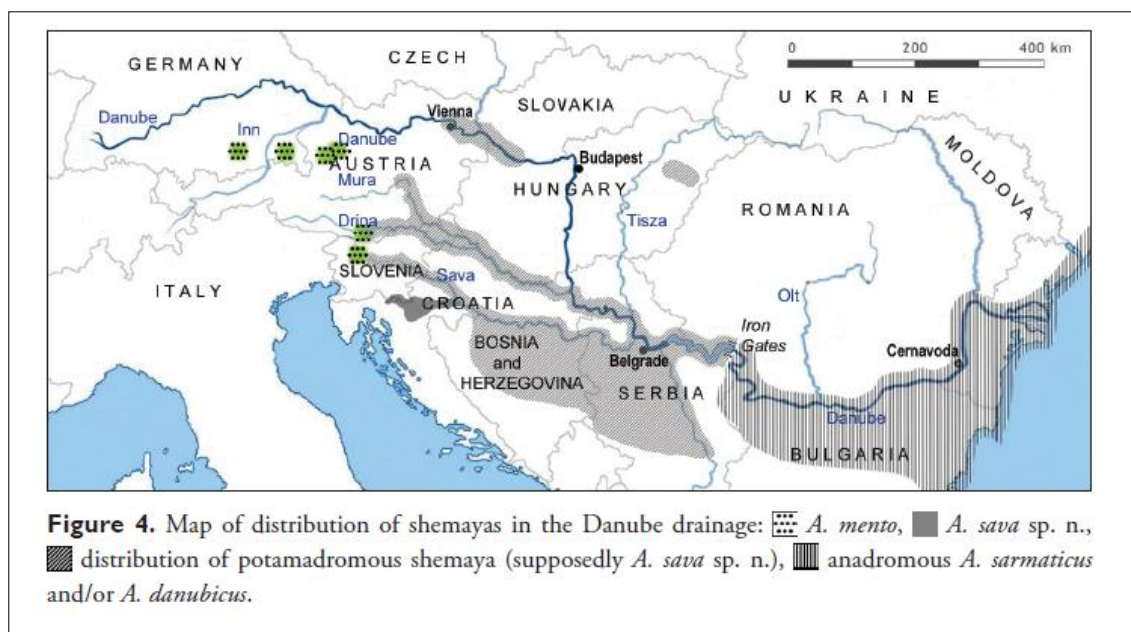 0 200 400 km
GERMANY
CZECH
SLOVAKIA
UKRAINE
MOLDOVA
Danube
Inn
Vienna
Danube
AUSTRIA
Mura
Budapest
HUNGARY
Tisza
ROMANIA
Drina
SLOVENIA
Sava
ITALY
CROATIA
Olt
BOSNIA
and
HERZEGOVINA
Belgrade
Iron
Gates
Cernavoda
SERBIA
Danube
BULGARIA
Figure 4. Map of distribution of shemayas in the Danube drainage: A. mento, A. sava sp. n.,
distribution of potamadromous shemaya (supposedly A. sava sp. n.), anadromous A. sarmaticus
and/or A. danubicus.